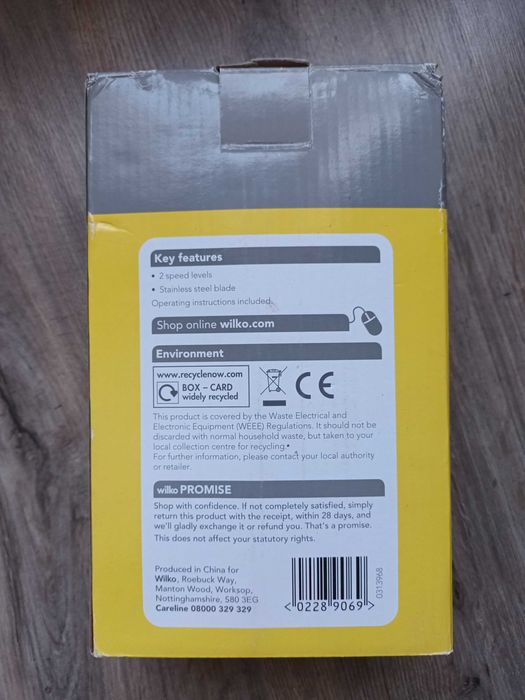 Key features
• 2 speed levels
• Stainless steel blade
Operating instructions included.
Shop online wilko.com
Environment
www.recyclenow.com
BOX – CARD
widely recycled
CE
This product is covered by the Waste Electrical and
Electronic Equipment (WEEE) Regulations. It should not be
discarded with normal household waste, but taken to your
local collection centre for recycling.
For further information, please contact your local authority
or retailer.
wilko PROMISE
Shop with confidence. If not completely satisfied, simply
return this product with the receipt, within 28 days, and
we'll gladly exchange it or refund you. That's a promise.
This does not affect your statutory rights.
Produced in China for
Wilko, Roebuck Way,
Manton Wood, Worksop,
Nottinghamshire, S80 3EG
Careline 08000 329 329
<0228 9069>
0313968